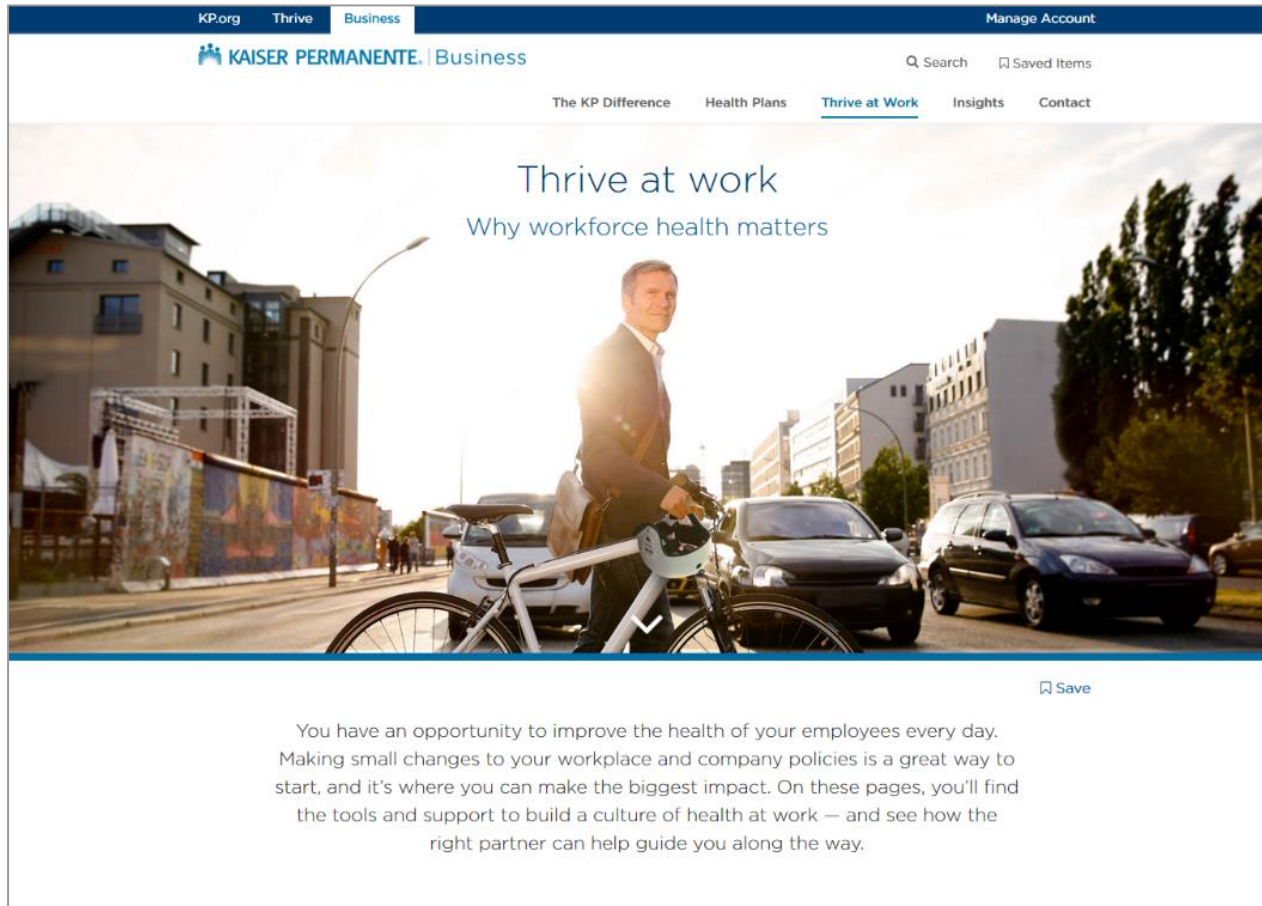 KP.org Thrive Business Manage Account
KAISER PERMANENTE. | Business
Search Saved Items
The KP Difference Health Plans Thrive at Work Insights Contact
Thrive at work
Why workforce health matters
Save
You have an opportunity to improve the health of your employees every day.
Making small changes to your workplace and company policies is a great way to
start, and it’s where you can make the biggest impact. On these pages, you’ll find
the tools and support to build a culture of health at work — and see how the
right partner can help guide you along the way.